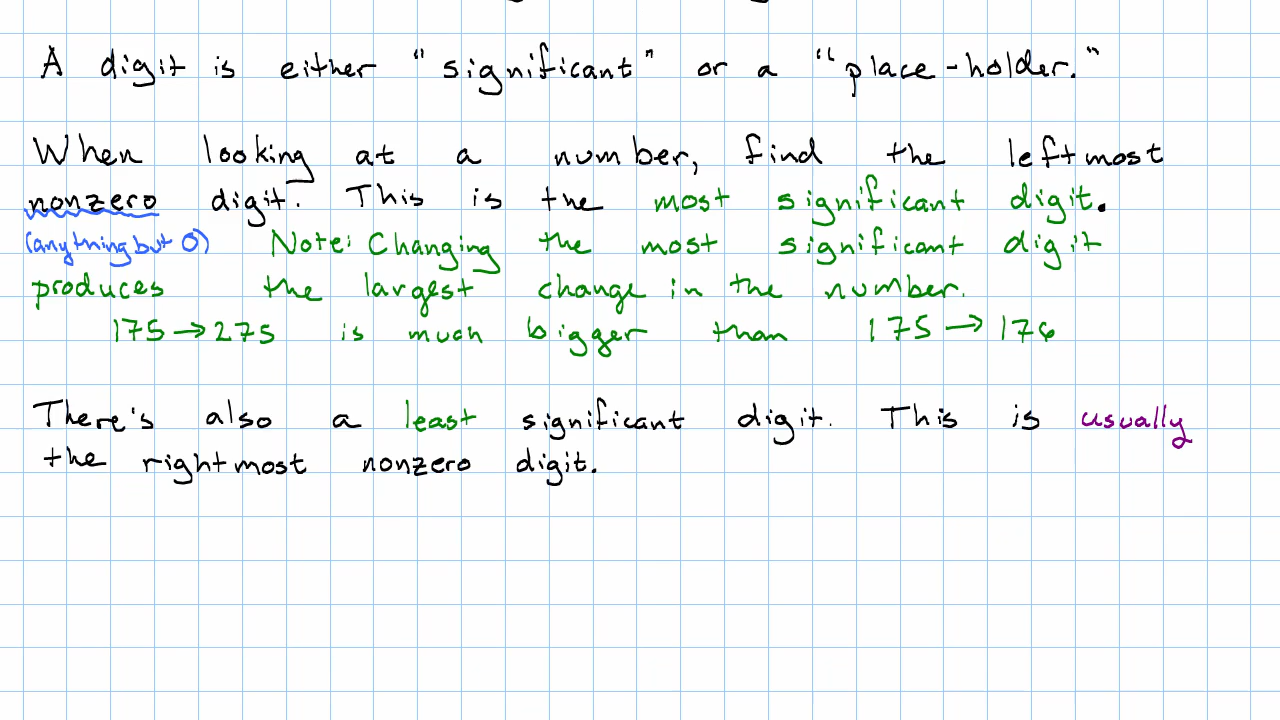 A digit is either "significant" or a "place-holder."
When looking at a number, find the leftmost
nonzero digit. This is the most significant digit.
(anything but 0) Note: Changing the most significant digit
produces the largest change in the number.
175 → 275 is much bigger than 175 → 176
There's also a least significant digit. This is usually
the rightmost nonzero digit.